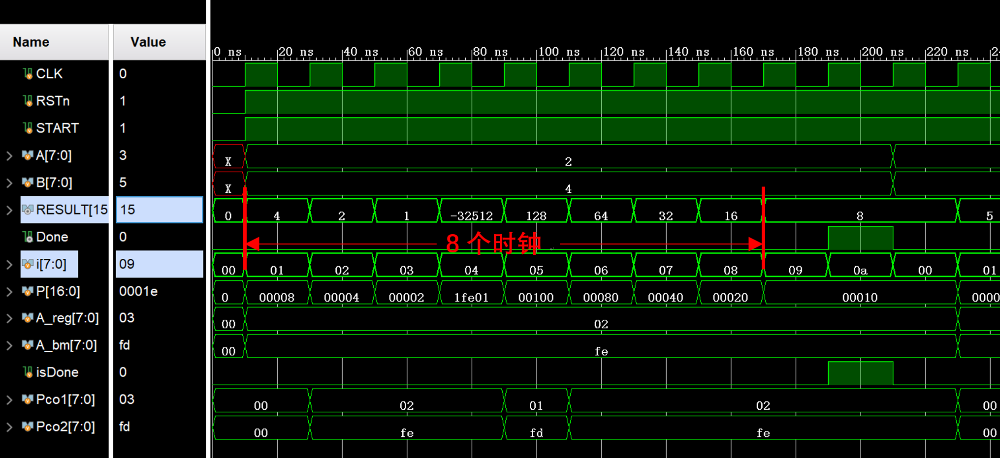 Name Value
0 ns 20 ns 40 ns 60 ns 80 ns 100 ns 120 ns 140 ns 160 ns 180 ns 200 ns 220 ns
CLK 0
RSTn 1
START 1
A[7:0] 3 X 2
B[7:0] 5 X 4
RESULT[15 15 0 4 2 1 -32512 128 64 32 16 8 5
Done 0
8 个时钟
i[7:0] 09 00 01 02 03 04 05 06 07 08 09 0a 00 01
P[16:0] 0001e 0 00008 00004 00002 1fe01 00100 00080 00040 00020 00010 0000
A_reg[7:0] 03 00 02
A_bm[7:0] fd 00 fe
isDone 0
Pco1[7:0] 03 00 02 01 02 00
Pco2[7:0] fd 00 fe fd fe 00